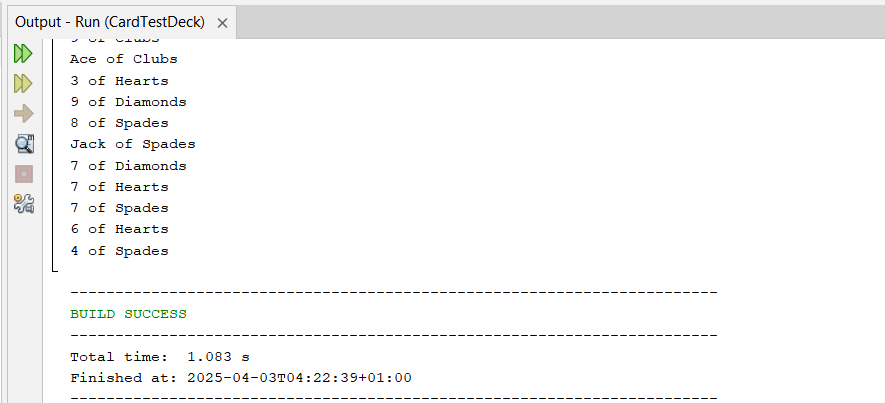 Output - Run (CardTestDeck) ×
of Clubs
Ace of Clubs
3 of Hearts
9 of Diamonds
8 of Spades
Jack of Spades
7 of Diamonds
7 of Hearts
7 of Spades
6 of Hearts
4 of Spades
------------------------------------------------------------------------
BUILD SUCCESS
------------------------------------------------------------------------
Total time:  1.083 s
Finished at: 2025-04-03T04:22:39+01:00
------------------------------------------------------------------------